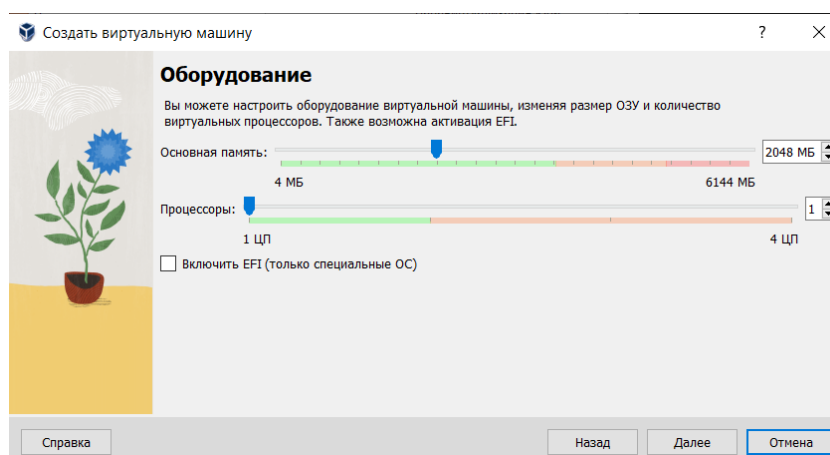 Создать виртуальную машину
Оборудование
Вы можете настроить оборудование виртуальной машины, изменяя размер ОЗУ и количество
виртуальных процессоров. Также возможна активация EFI.
Основная память:
2048 МБ
4 МБ
6144 МБ
Процессоры:
1
1 ЦП
4 ЦП
Включить EFI (только специальные ОС)
Справка
Назад
Далее
Отмена